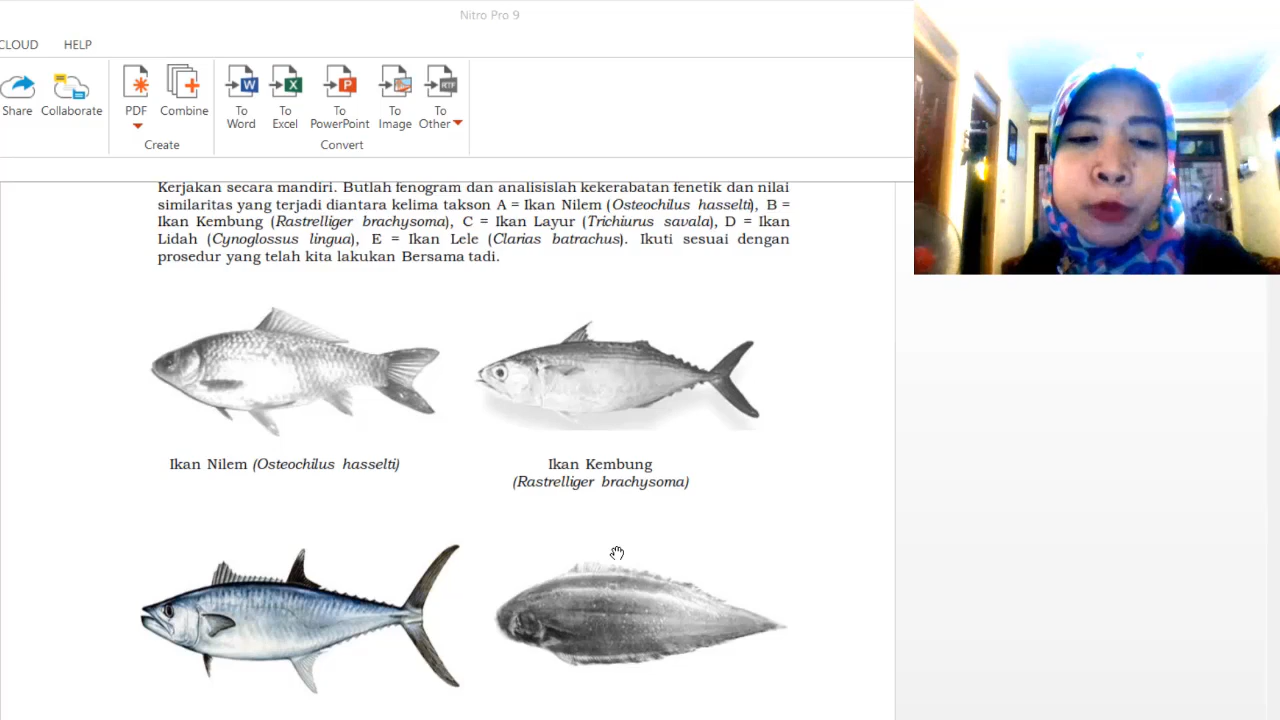 Nitro Pro 9
CLOUD HELP
Share Collaborate PDF Combine To Word To Excel To PowerPoint To Image To Other
Create Convert
Kerjakan secara mandiri. Butlah fenogram dan analisislah kekerabatan fenetik dan nilai
similaritas yang terjadi diantara kelima takson A = Ikan Nilem (Osteochilus hasselti), B =
Ikan Kembung (Rastrelliger brachysoma), C = Ikan Layur (Trichiurus savala), D = Ikan
Lidah (Cynoglossus lingua), E = Ikan Lele (Clarias batrachus). Ikuti sesuai dengan
prosedur yang telah kita lakukan Bersama tadi.
Ikan Nilem (Osteochilus hasselti)
Ikan Kembung
(Rastrelliger brachysoma)